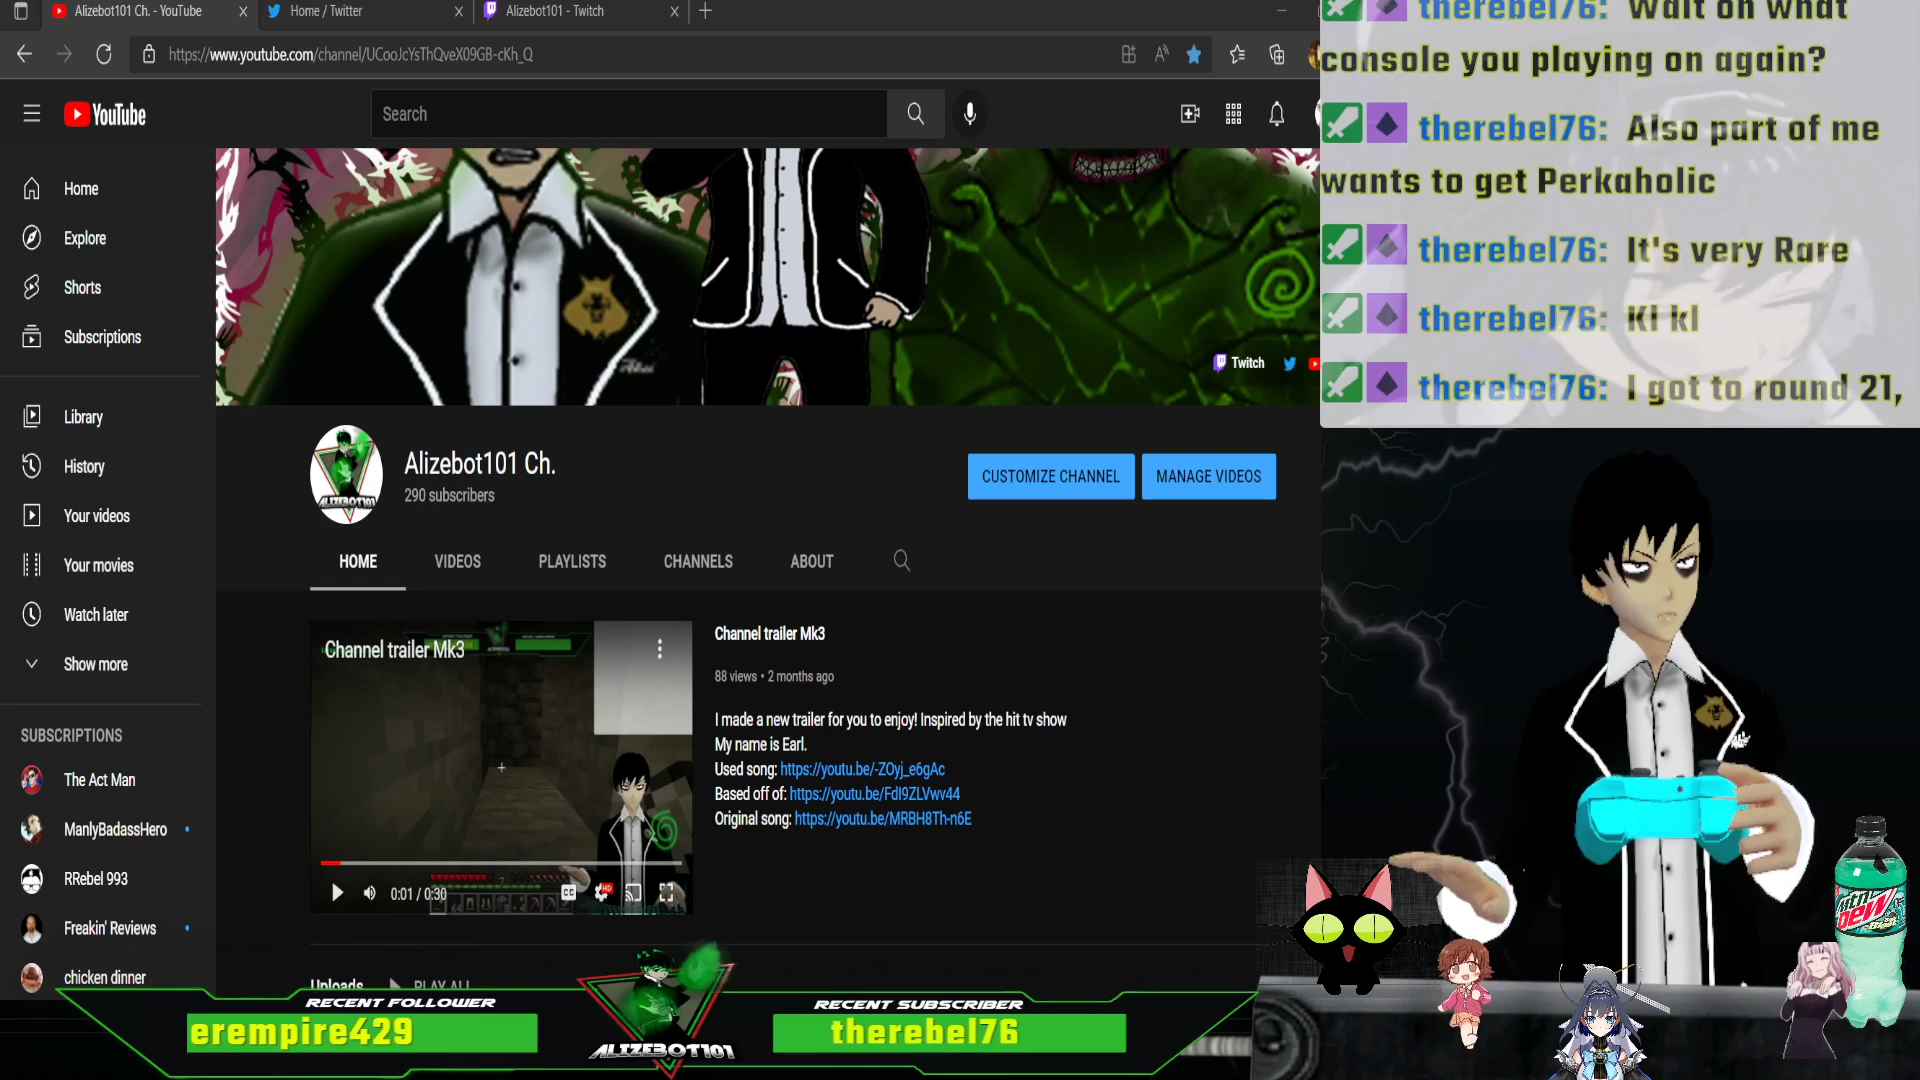 Alizebot101 Ch. - YouTube
Home / Twitter
Alizebot101 - Twitch
https://www.youtube.com/channel/UCooJcYsThQveX09GB-cKh_Q
YouTube
Search
Home
Explore
Shorts
Subscriptions
Library
History
Your videos
Your movies
Watch later
Show more
SUBSCRIPTIONS
The Act Man
ManlyBadassHero
RRebel 993
Freakin' Reviews
chicken dinner
Twitch
ALIZEBOT101
Alizebot101 Ch.
290 subscribers
CUSTOMIZE CHANNEL
MANAGE VIDEOS
HOME
VIDEOS
PLAYLISTS
CHANNELS
ABOUT
Channel trailer Mk3
0:01 / 0:30
CC
HD
Channel trailer Mk3
88 views • 2 months ago
I made a new trailer for you to enjoy! Inspired by the hit tv show
My name is Earl.
Used song: https://youtu.be/-ZOyj_e6gAc
Based off of: https://youtu.be/FdI9ZLVwv44
Original song: https://youtu.be/MRBH8Th-n6E
Uploads
PLAY ALL
therebel76: Wait on what
console you playing on again?
therebel76: Also part of me
wants to get Perkaholic
therebel76: It's very Rare
therebel76: Kl kl
therebel76: I got to round 21,
RECENT FOLLOWER
erempire429
ALIZEBOT101
RECENT SUBSCRIBER
therebel76
MTN
DEW